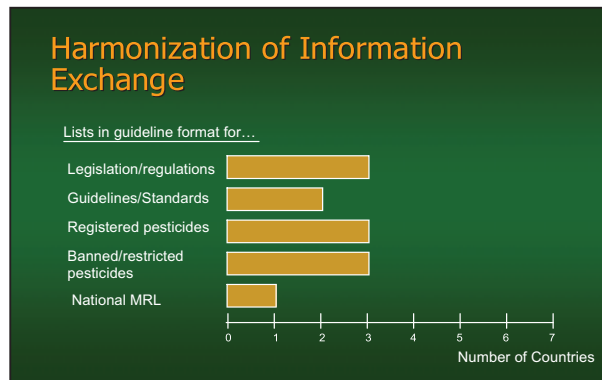 Harmonization of Information
Exchange
Lists in guideline format for…
Legislation/regulations
Guidelines/Standards
Registered pesticides
Banned/restricted
pesticides
National MRL
0 1 2 3 4 5 6 7
Number of Countries